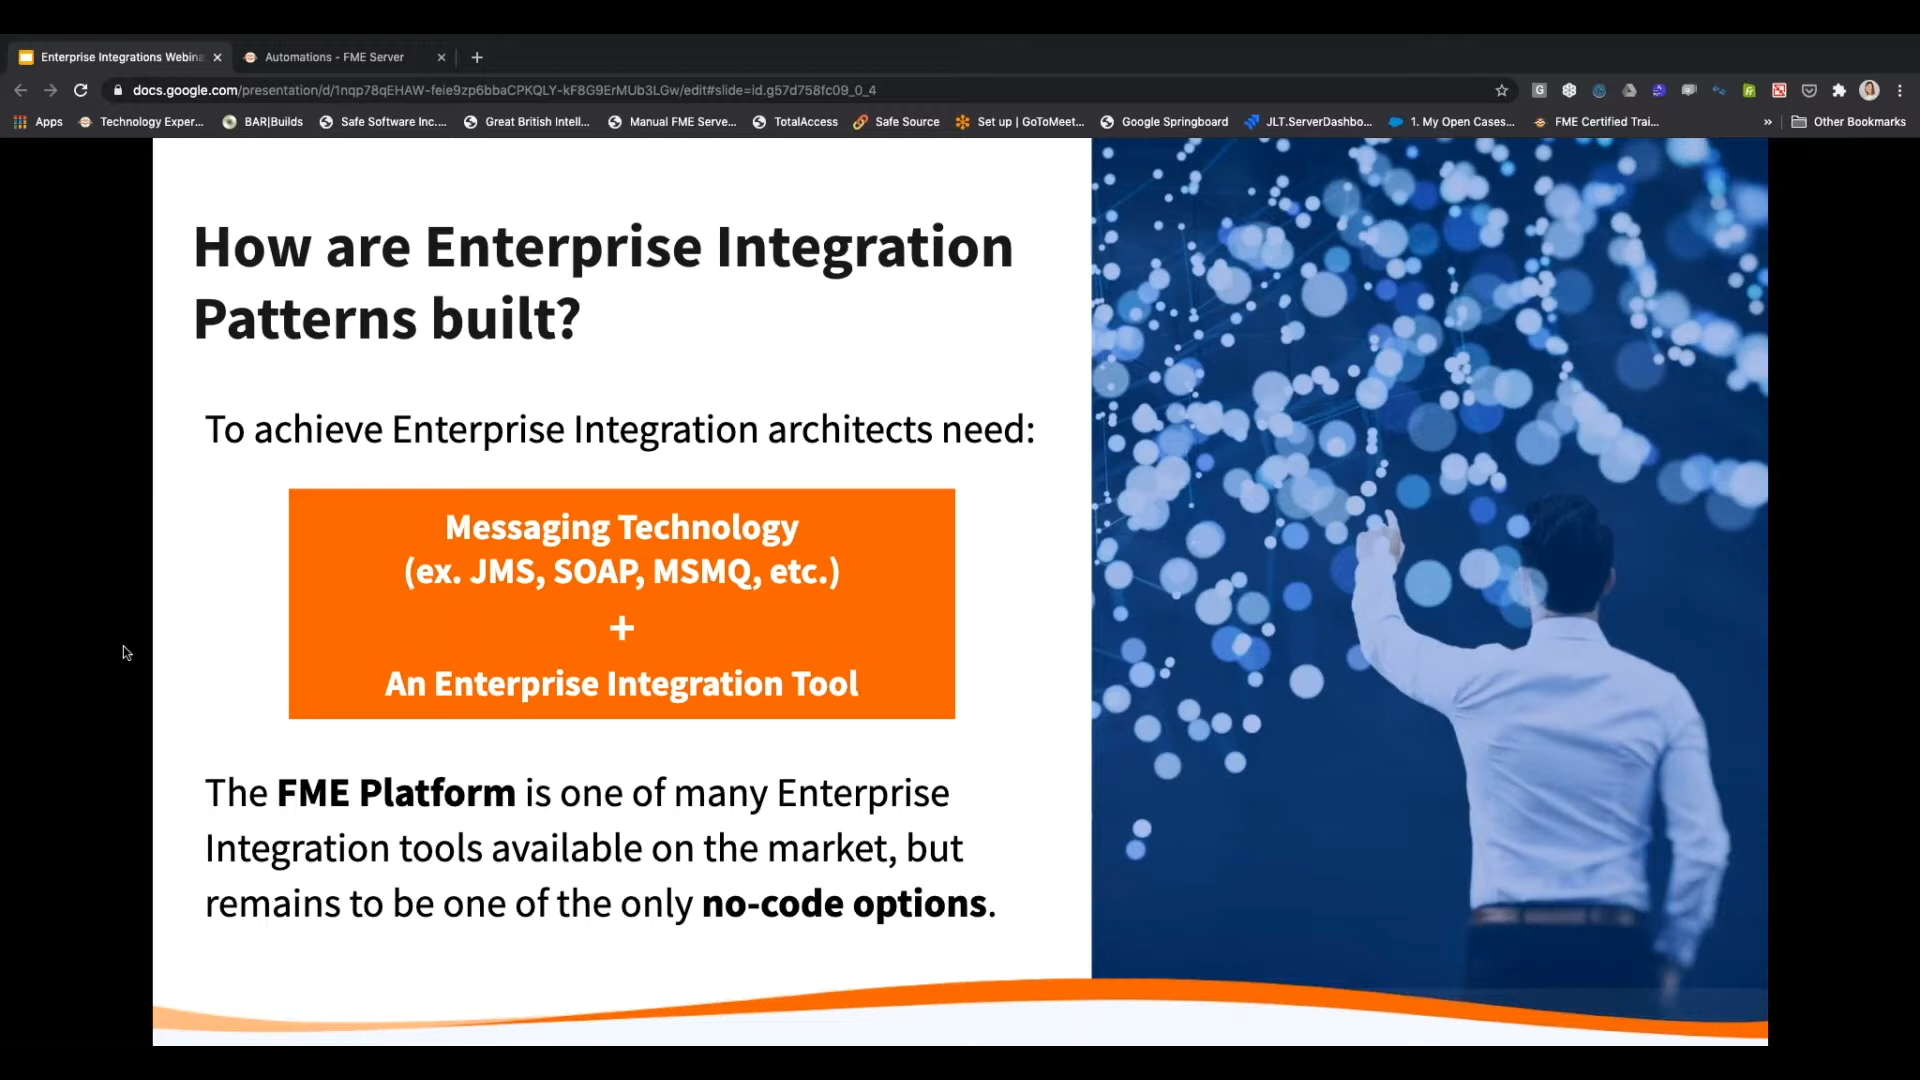 Enterprise Integrations Webina
Automations - FME Server
docs.google.com/presentation/d/1nqp78qEHAW-feie9zp6bbaCPKQLY-kF8G9ErMUb3LGw/edit#slide=id.g57d758fc09_0_4
Apps Technology Exper... BAR|Builds Safe Software Inc.... Great British Intell... Manual FME Serve... TotalAccess Safe Source Set up | GoToMeet... Google Springboard JLT.ServerDashbo... 1. My Open Cases... FME Certified Trai... » Other Bookmarks
How are Enterprise Integration
Patterns built?
To achieve Enterprise Integration architects need:
Messaging Technology
(ex. JMS, SOAP, MSMQ, etc.)
+
An Enterprise Integration Tool
The FME Platform is one of many Enterprise
Integration tools available on the market, but
remains to be one of the only no-code options.